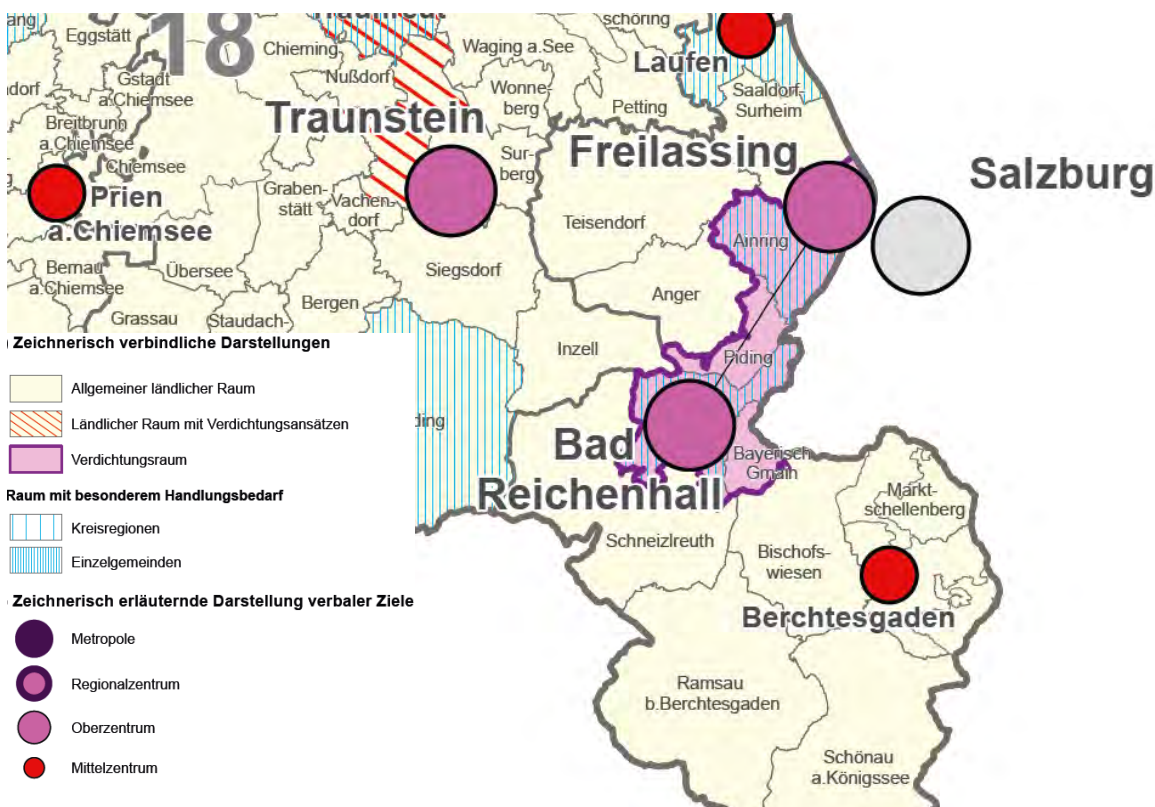 Eggstätt
18
Chieming
Waging a.See
schöring
Laufen
Gstadt
a.Chiemsee
Nußdorf
Wonne-
berg
Petting
Saaldorf-
Surheim
Breitbrunn
a.Chiemsee
Traunstein
Chiemsee
Sur-
berg
Freilassing
Salzburg
Prien
a.Chiemsee
Graben-
stätt
Vachen-
dorf
Teisendorf
Ainring
Bernau
a.Chiemsee
Übersee
Siegsdorf
Anger
Bergen
Grassau
Staudach-
Inzell
Piding
Zeichnerisch verbindliche Darstellungen
Allgemeiner ländlicher Raum
Ländlicher Raum mit Verdichtungsansätzen
Verdichtungsraum
Raum mit besonderem Handlungsbedarf
Kreisregionen
Einzelgemeinden
Zeichnerisch erläuternde Darstellung verbaler Ziele
Metropole
Regionalzentrum
Oberzentrum
Mittelzentrum
ding
Bad
Reichenhall
Bayerisch
Gmain
Markt-
schellenberg
Schneizlreuth
Bischofs-
wiesen
Berchtesgaden
Ramsau
b.Berchtesgaden
Schönau
a.Königssee